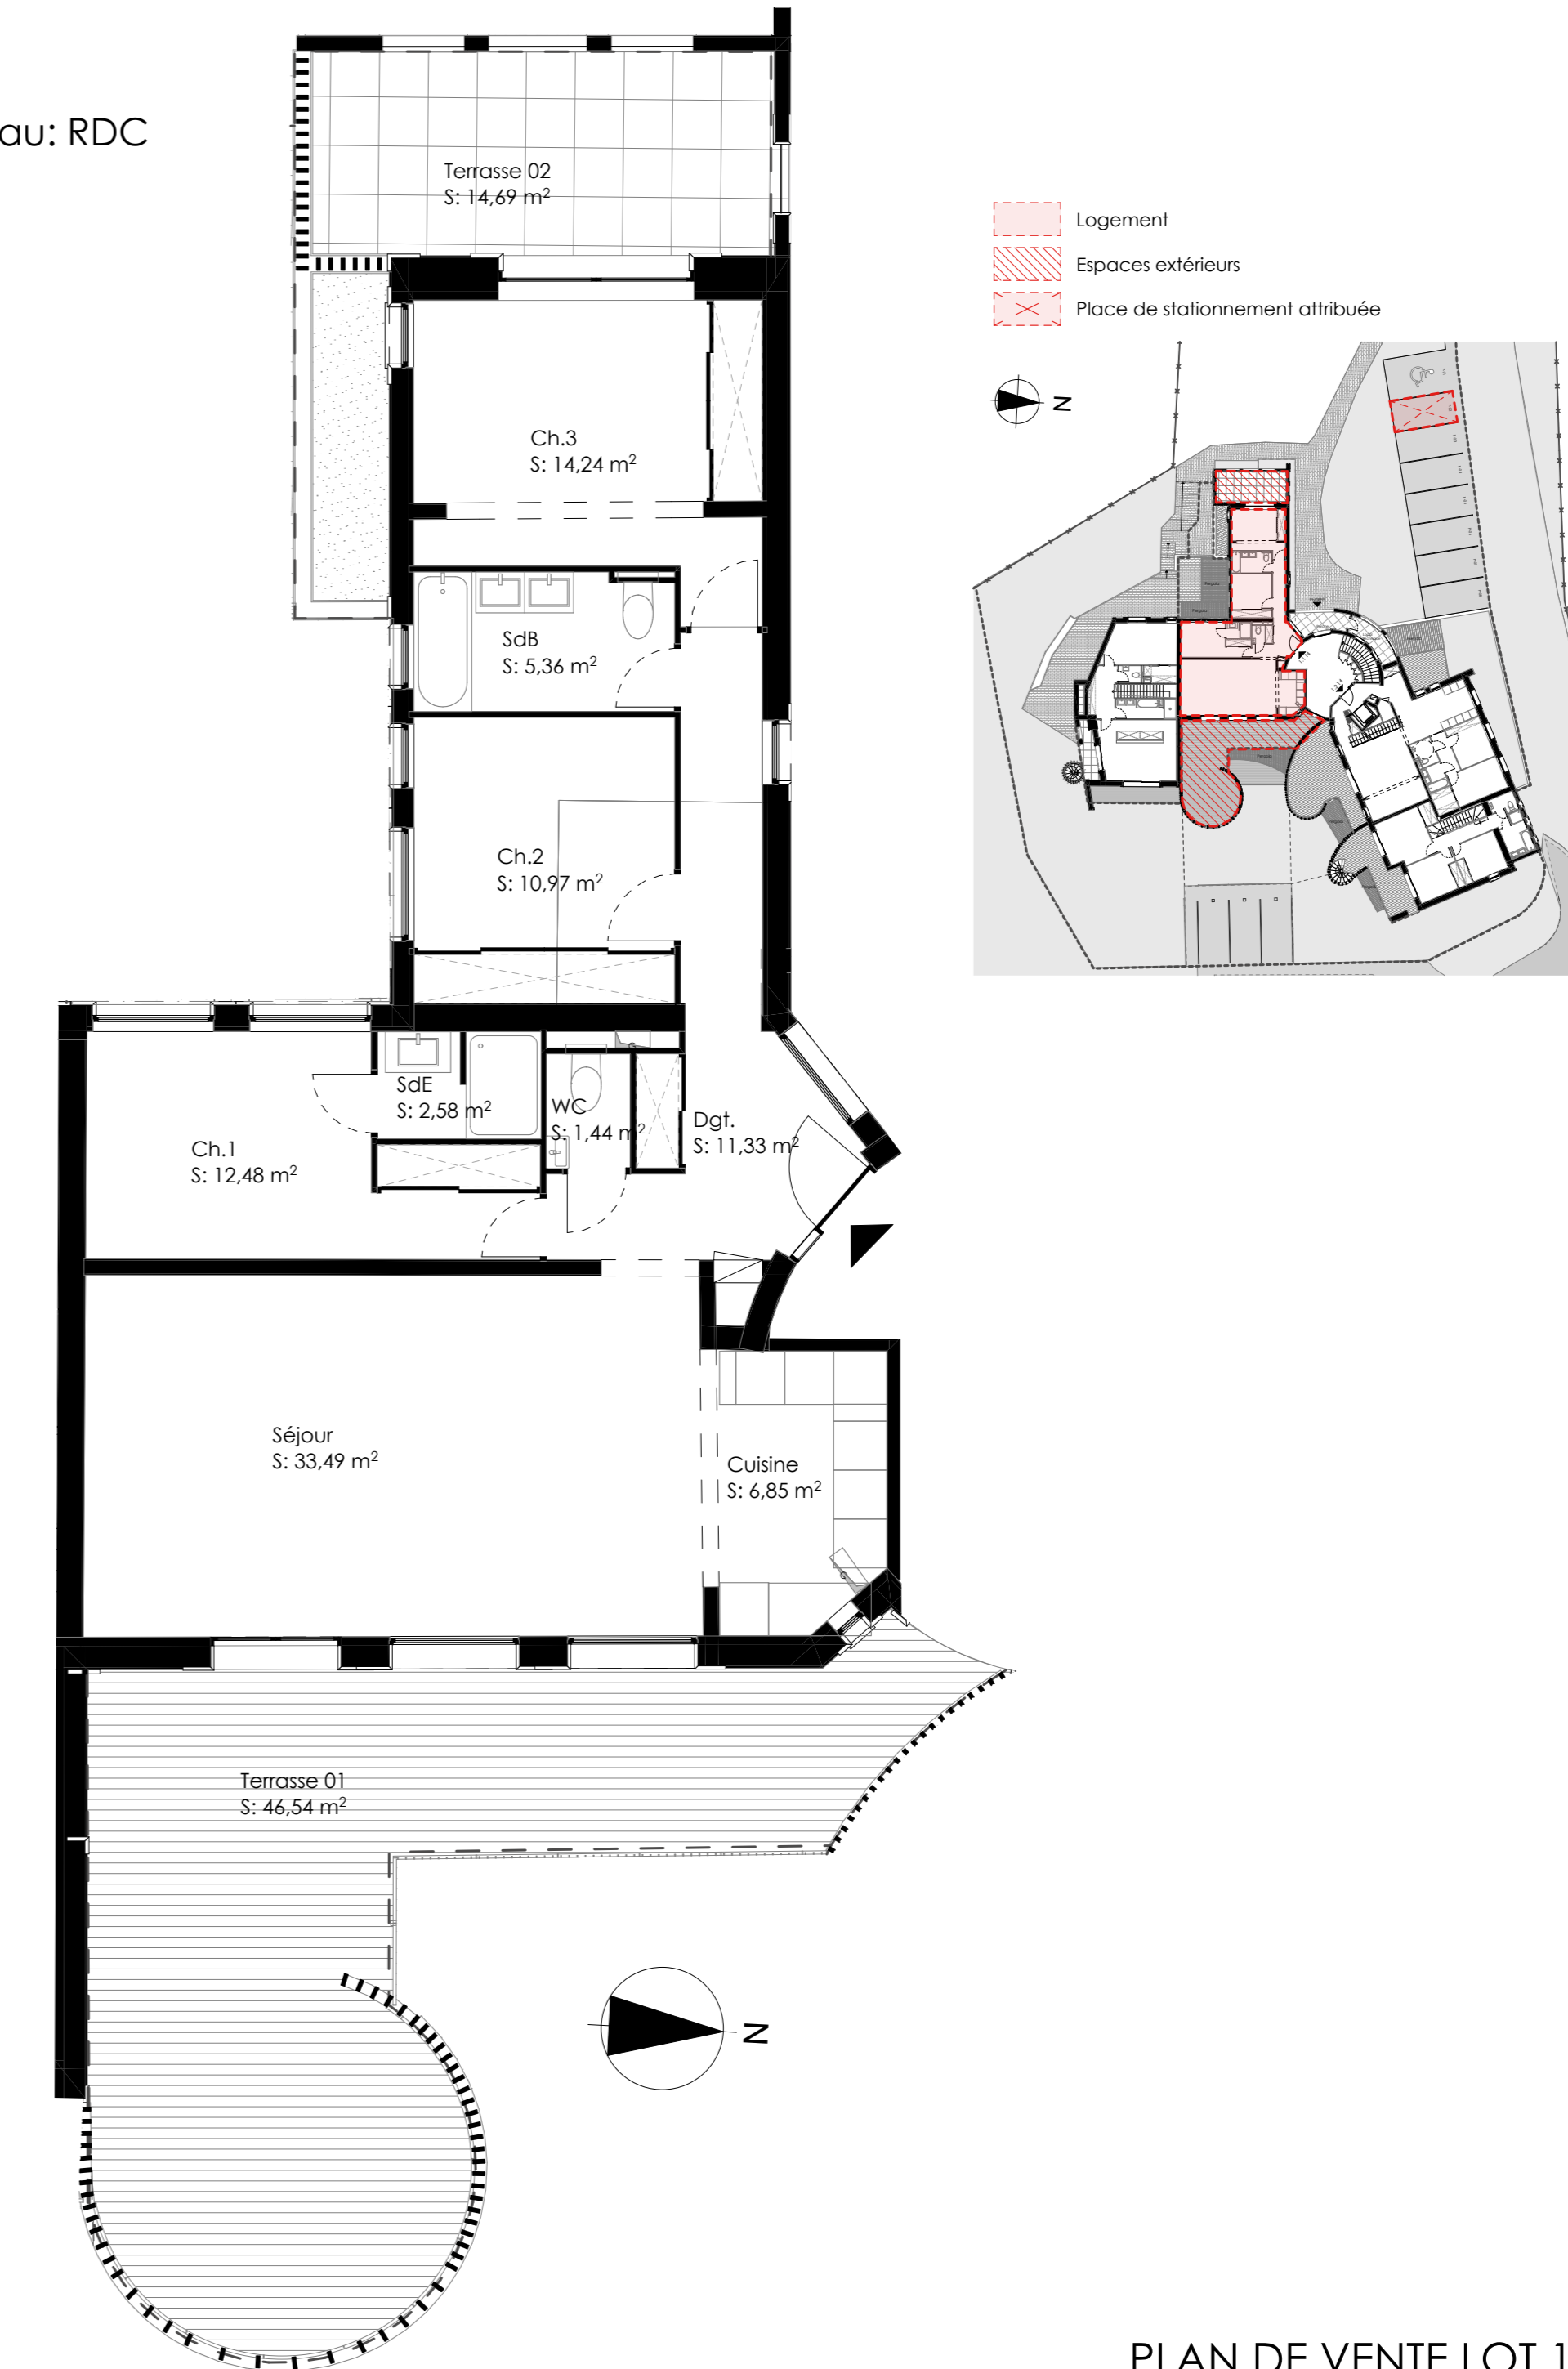 au: RDC
Terrasse 02
S: 14,69 m²
Logement
Espaces extérieurs
Place de stationnement attribuée
N
Ch.3
S: 14,24 m²
SdB
S: 5,36 m²
Ch.2
S: 10,97 m²
SdE
S: 2,58 m²
WC
S: 1,44 m²
Dgt.
S: 11,33 m²
Ch.1
S: 12,48 m²
Séjour
S: 33,49 m²
Cuisine
S: 6,85 m²
Terrasse 01
S: 46,54 m²
N
PLAN DE VENTE LOT 1